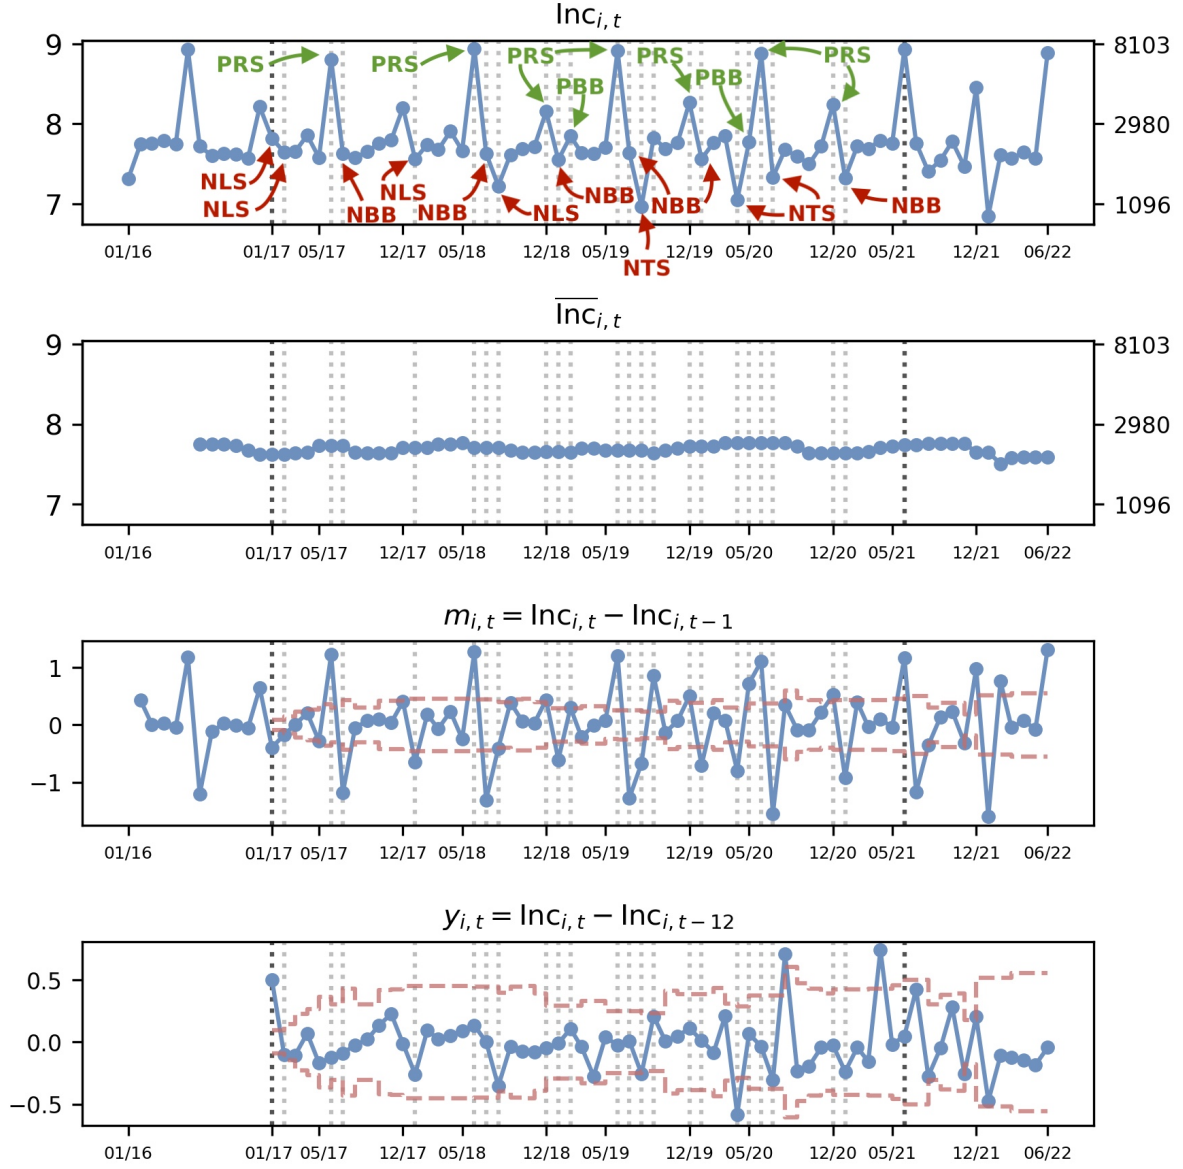 Inc_{i, t}
9 8103
PRS PRS PRS PRS PRS
PBB PBB
8 2980
NLS NLS NBB
NLS NBB NBB NLS NBB NTS NBB
7 1096
01/16 01/17 05/17 12/17 05/18 12/18 05/19 12/19 05/20 12/20 05/21 12/21 06/22
NTS
\overline{Inc}_{i, t}
9 8103
8 2980
7 1096
01/16 01/17 05/17 12/17 05/18 12/18 05/19 12/19 05/20 12/20 05/21 12/21 06/22
m_{i, t} = Inc_{i, t} − Inc_{i, t−1}
1
0
−1
01/16 01/17 05/17 12/17 05/18 12/18 05/19 12/19 05/20 12/20 05/21 12/21 06/22
y_{i, t} = Inc_{i, t} − Inc_{i, t−12}
0.5
0.0
−0.5
01/16 01/17 05/17 12/17 05/18 12/18 05/19 12/19 05/20 12/20 05/21 12/21 06/22